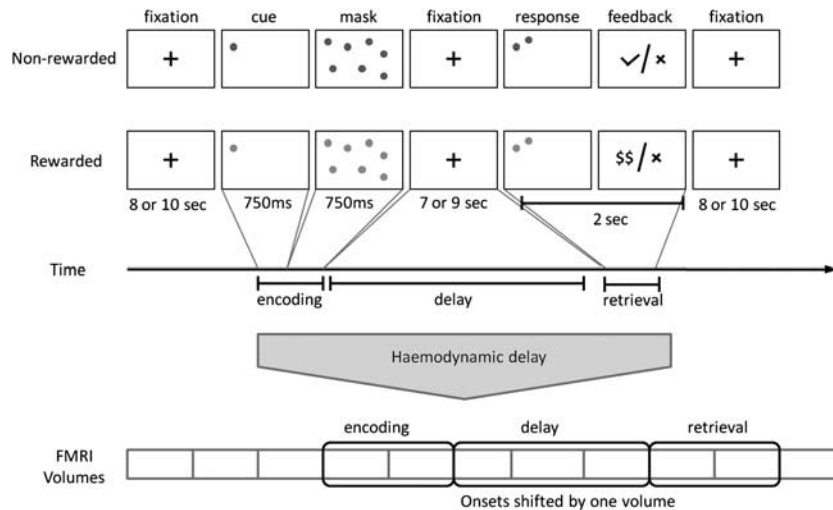 fixation cue mask fixation response feedback fixation
Non-rewarded + + ✓/× +
Rewarded + + $$/× +
8 or 10 sec 750ms 750ms 7 or 9 sec 2 sec 8 or 10 sec
Time
encoding delay retrieval
Haemodynamic delay
encoding delay retrieval
FMRI
Volumes
Onsets shifted by one volume